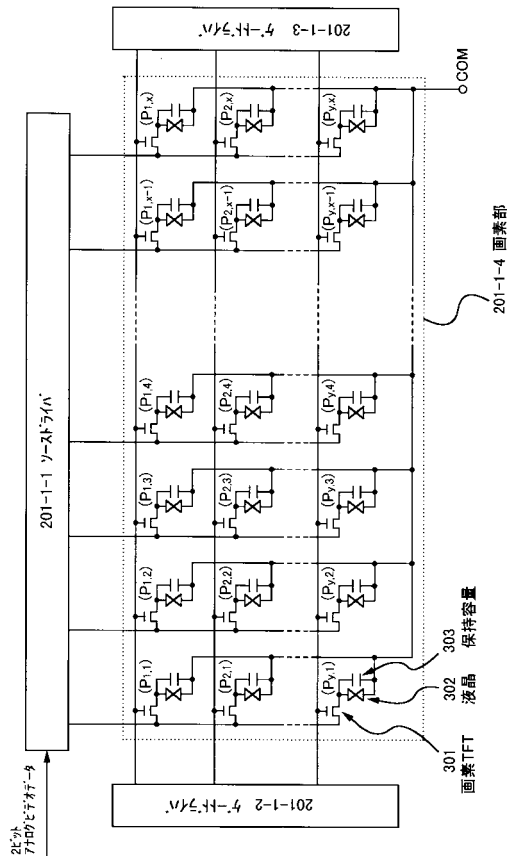 2ビット
アナログビデオデータ
201-1-1 ソースドライバ
201-1-2 ゲートドライバ
201-1-3 ゲートドライバ
(P1,1)
(P1,2)
(P1,3)
(P1,4)
(P1,x-1)
(P1,x)
(P2,1)
(P2,2)
(P2,3)
(P2,4)
(P2,x-1)
(P2,x)
(Py,1)
(Py,2)
(Py,3)
(Py,4)
(Py,x-1)
(Py,x)
COM
301
画素TFT
302
液晶
303
保持容量
201-1-4 画素部